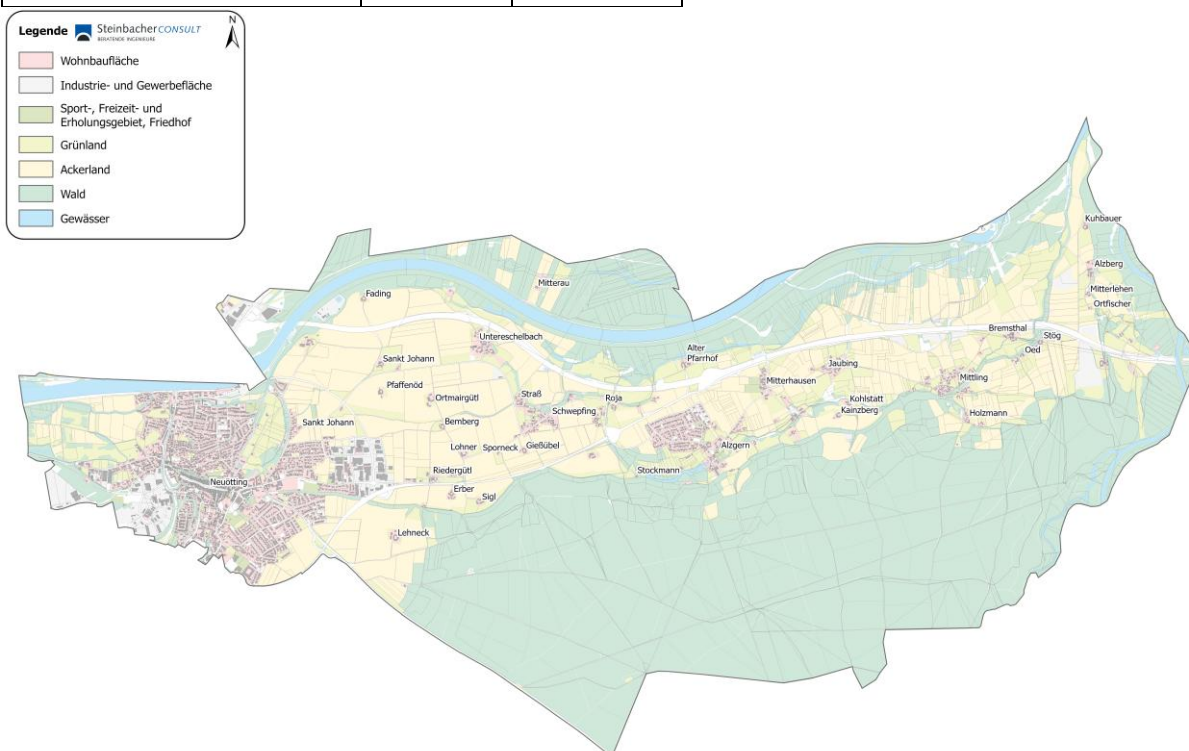 Legende
Steinbacher CONSULT
BERATENDE INGENIEURE
N
Wohnbaufläche
Industrie- und Gewerbefläche
Sport-, Freizeit- und
Erholungsgebiet, Friedhof
Grünland
Ackerland
Wald
Gewässer
Kuhbauer
Alzberg
Mitterlehen
Ortfischer
Mitterau
Fading
Untereschelbach
Bremsthal
Stög
Oed
Alter
Pfarrhof
Sankt Johann
Jaubing
Mitterhausen
Mittling
Pfaffenöd
Ortmairgütl
Straß
Roja
Kohlstatt
Schwepfing
Kainzberg
Holzmann
Sankt Johann
Bemberg
Lohner
Sporneck
Gießübel
Alzgern
Stockmann
Riedergütl
Neuötting
Erber
Sigl
Lehneck